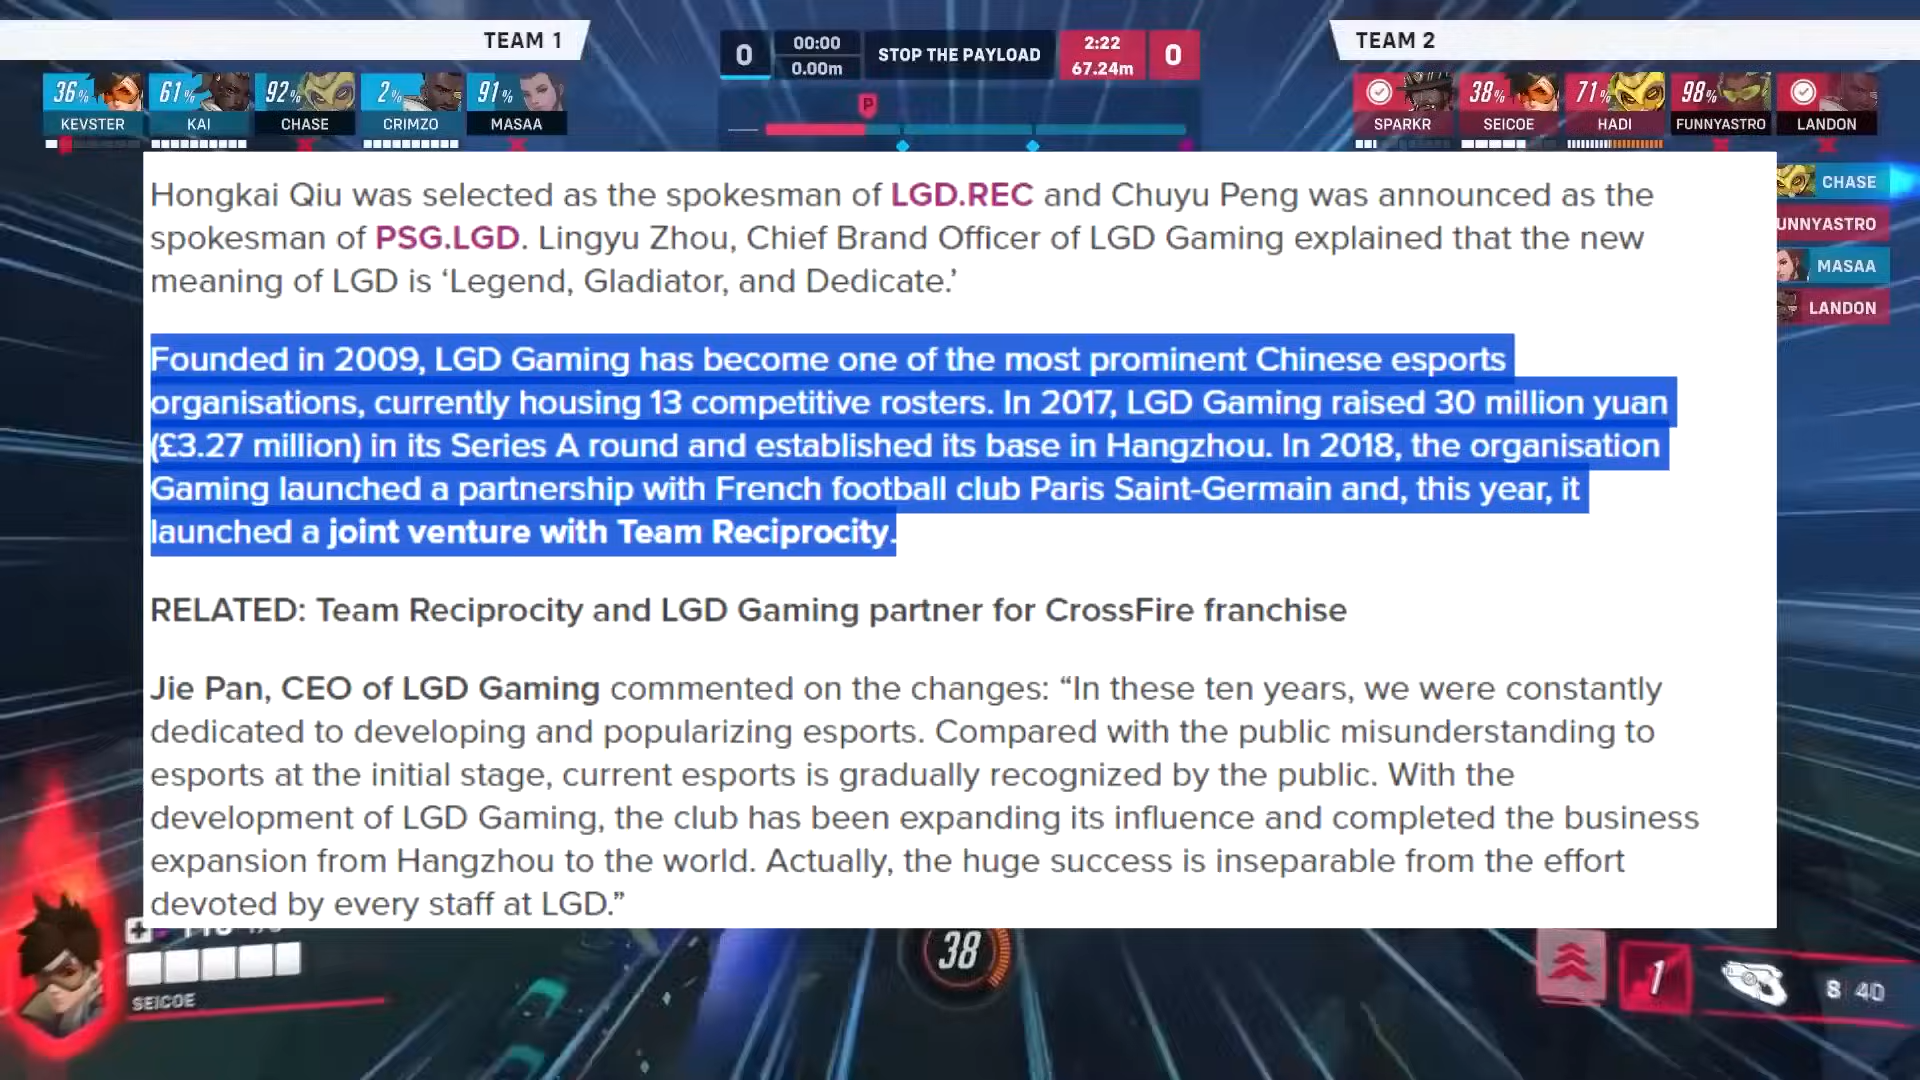 TEAM 1
0
00:00
0.00m
STOP THE PAYLOAD
2:22
67.24m
0
TEAM 2
36%
61%
92%
2%
91%
38%
71%
98%
KEVSTER
KAI
CHASE
CRIMZO
MASAA
P
SPARKR
SEICOE
HADI
FUNNYASTRO
LANDON
CHASE
UNNYASTRO
MASAA
LANDON
Hongkai Qiu was selected as the spokesman of LGD.REC and Chuyu Peng was announced as the
spokesman of PSG.LGD. Lingyu Zhou, Chief Brand Officer of LGD Gaming explained that the new
meaning of LGD is ‘Legend, Gladiator, and Dedicate.’
Founded in 2009, LGD Gaming has become one of the most prominent Chinese esports
organisations, currently housing 13 competitive rosters. In 2017, LGD Gaming raised 30 million yuan
(£3.27 million) in its Series A round and established its base in Hangzhou. In 2018, the organisation
Gaming launched a partnership with French football club Paris Saint-Germain and, this year, it
launched a joint venture with Team Reciprocity.
RELATED: Team Reciprocity and LGD Gaming partner for CrossFire franchise
Jie Pan, CEO of LGD Gaming commented on the changes: “In these ten years, we were constantly
dedicated to developing and popularizing esports. Compared with the public misunderstanding to
esports at the initial stage, current esports is gradually recognized by the public. With the
development of LGD Gaming, the club has been expanding its influence and completed the business
expansion from Hangzhou to the world. Actually, the huge success is inseparable from the effort
devoted by every staff at LGD.”
SEICOE
38
1
8 40